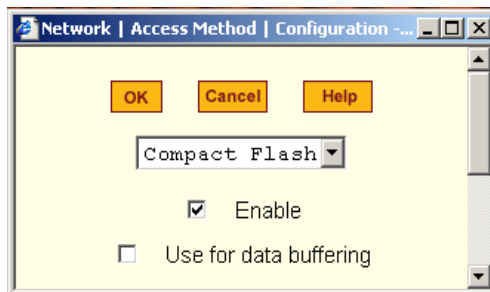 Network | Access Method | Configuration -...
OK Cancel Help
Compact Flash
Enable
Use for data buffering